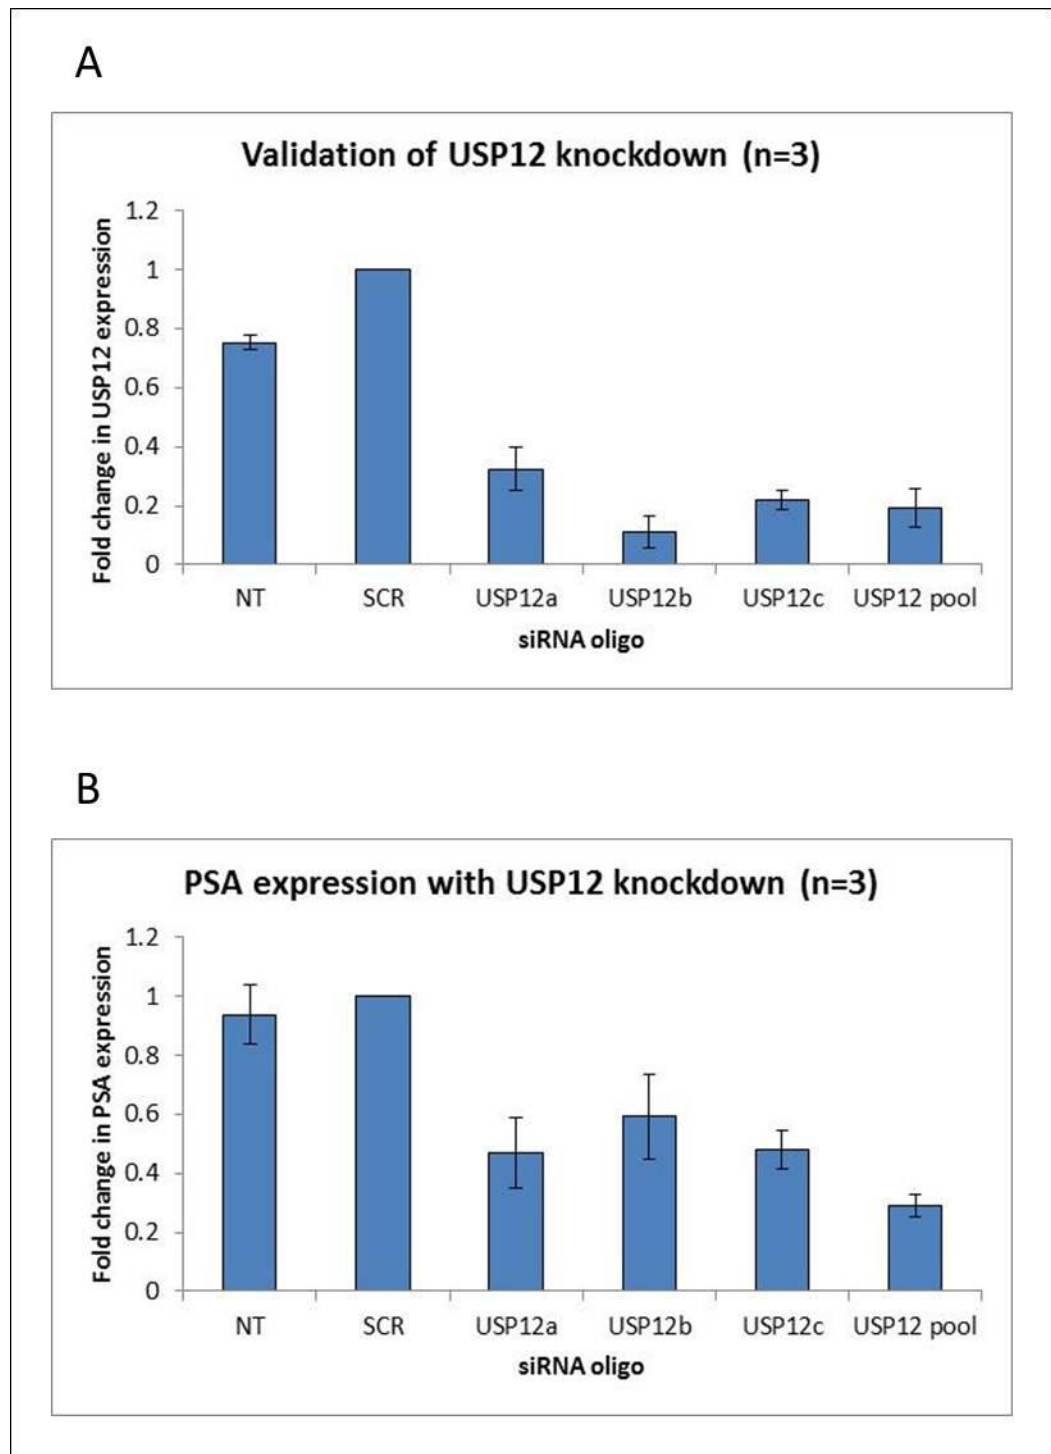 A
Validation of USP12 knockdown (n=3)
Fold change in USP12 expression
1.2
1
0.8
0.6
0.4
0.2
0
NT SCR USP12a USP12b USP12c USP12 pool
siRNA oligo
B
PSA expression with USP12 knockdown (n=3)
Fold change in PSA expression
1.2
1
0.8
0.6
0.4
0.2
0
NT SCR USP12a USP12b USP12c USP12 pool
siRNA oligo